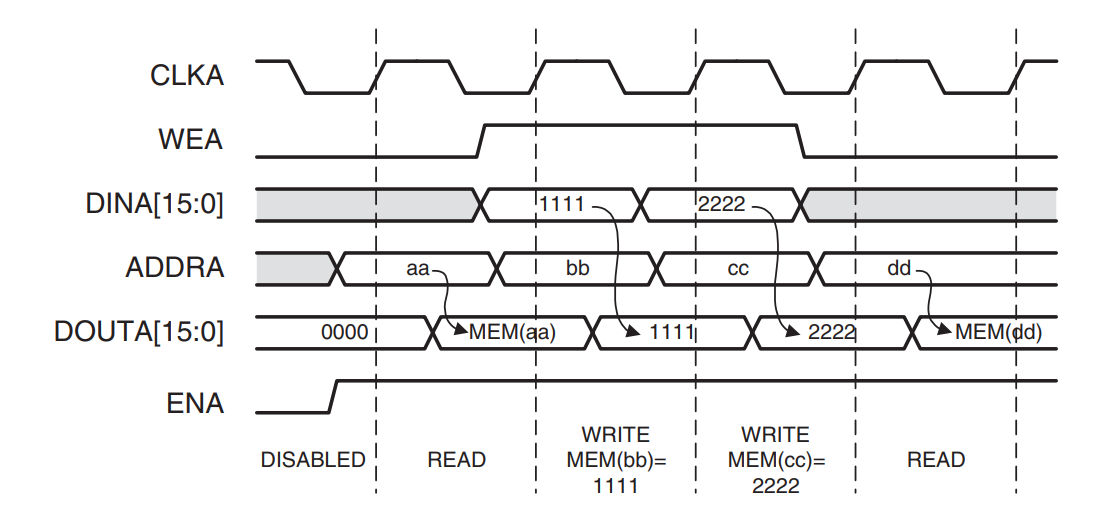 CLKA
WEA
DINA[15:0] 1111 2222
ADDRA aa bb cc dd
DOUTA[15:0] 0000 MEM(aa) 1111 2222 MEM(dd)
ENA
DISABLED
READ
WRITE
MEM(bb)=
1111
WRITE
MEM(cc)=
2222
READ